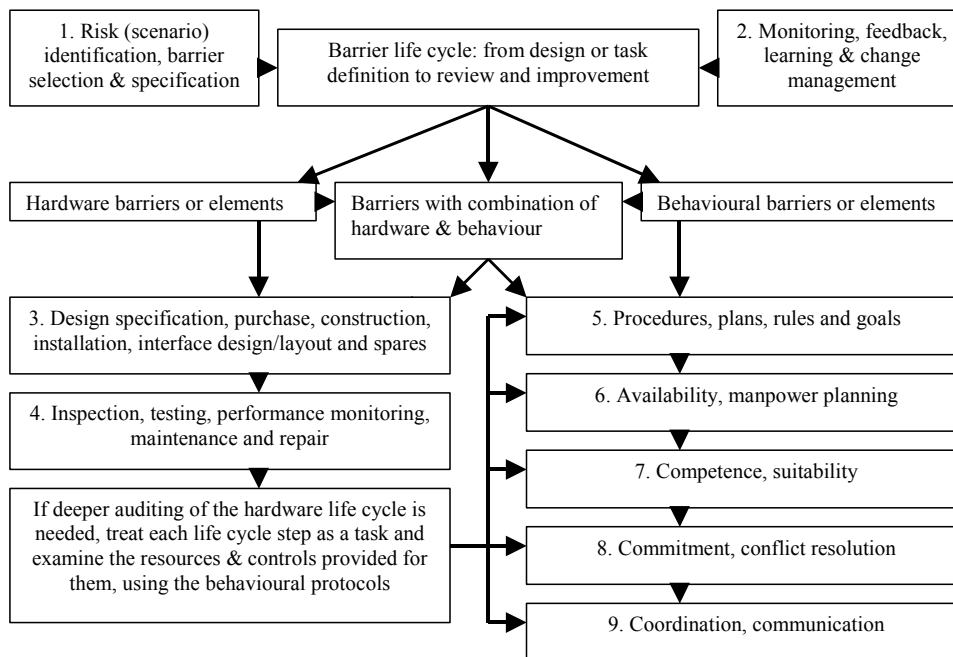 1. Risk (scenario)
identification, barrier
selection & specification
Barrier life cycle: from design or task
definition to review and improvement
2. Monitoring, feedback,
learning & change
management
Hardware barriers or elements
Barriers with combination of
hardware & behaviour
Behavioural barriers or elements
3. Design specification, purchase, construction,
installation, interface design/layout and spares
4. Inspection, testing, performance monitoring,
maintenance and repair
If deeper auditing of the hardware life cycle is
needed, treat each life cycle step as a task and
examine the resources & controls provided for
them, using the behavioural protocols
5. Procedures, plans, rules and goals
6. Availability, manpower planning
7. Competence, suitability
8. Commitment, conflict resolution
9. Coordination, communication